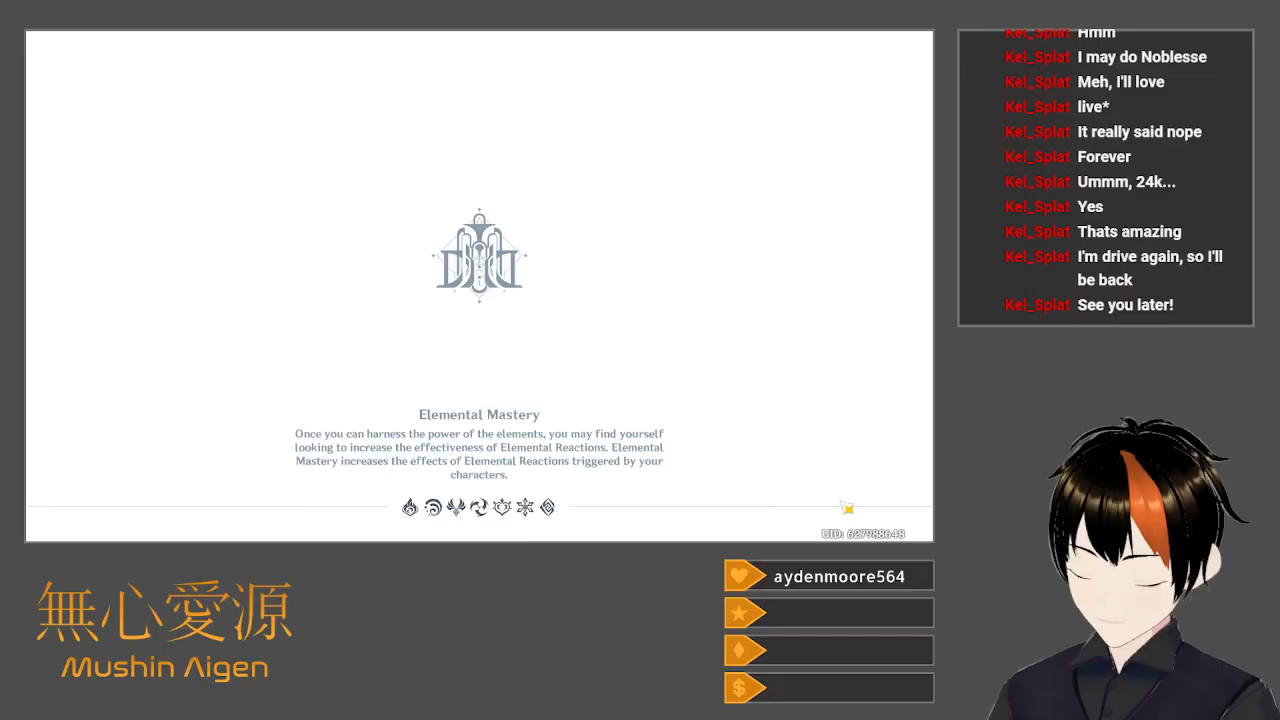 Elemental Mastery
Once you can harness the power of the elements, you may find yourself
looking to increase the effectiveness of Elemental Reactions. Elemental
Mastery increases the effects of Elemental Reactions triggered by your
characters.
UID: 627988648
Kel_Splat Hmm
Kel_Splat I may do Noblesse
Kel_Splat Meh, I'll love
Kel_Splat live*
Kel_Splat It really said nope
Kel_Splat Forever
Kel_Splat Ummm, 24k...
Kel_Splat Yes
Kel_Splat Thats amazing
Kel_Splat I'm drive again, so I'll
be back
Kel_Splat See you later!
無心愛源
Mushin Aigen
aydenmoore564